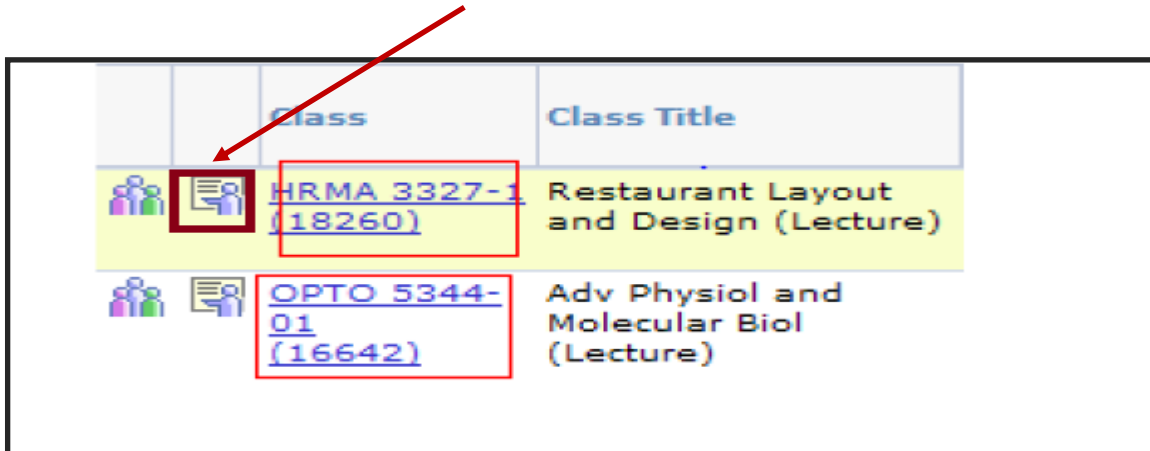 Class Class Title
HRMA 3327-1 Restaurant Layout
(18260) and Design (Lecture)
OPTO 5344- Adv Physiol and
01 Molecular Biol
(16642) (Lecture)